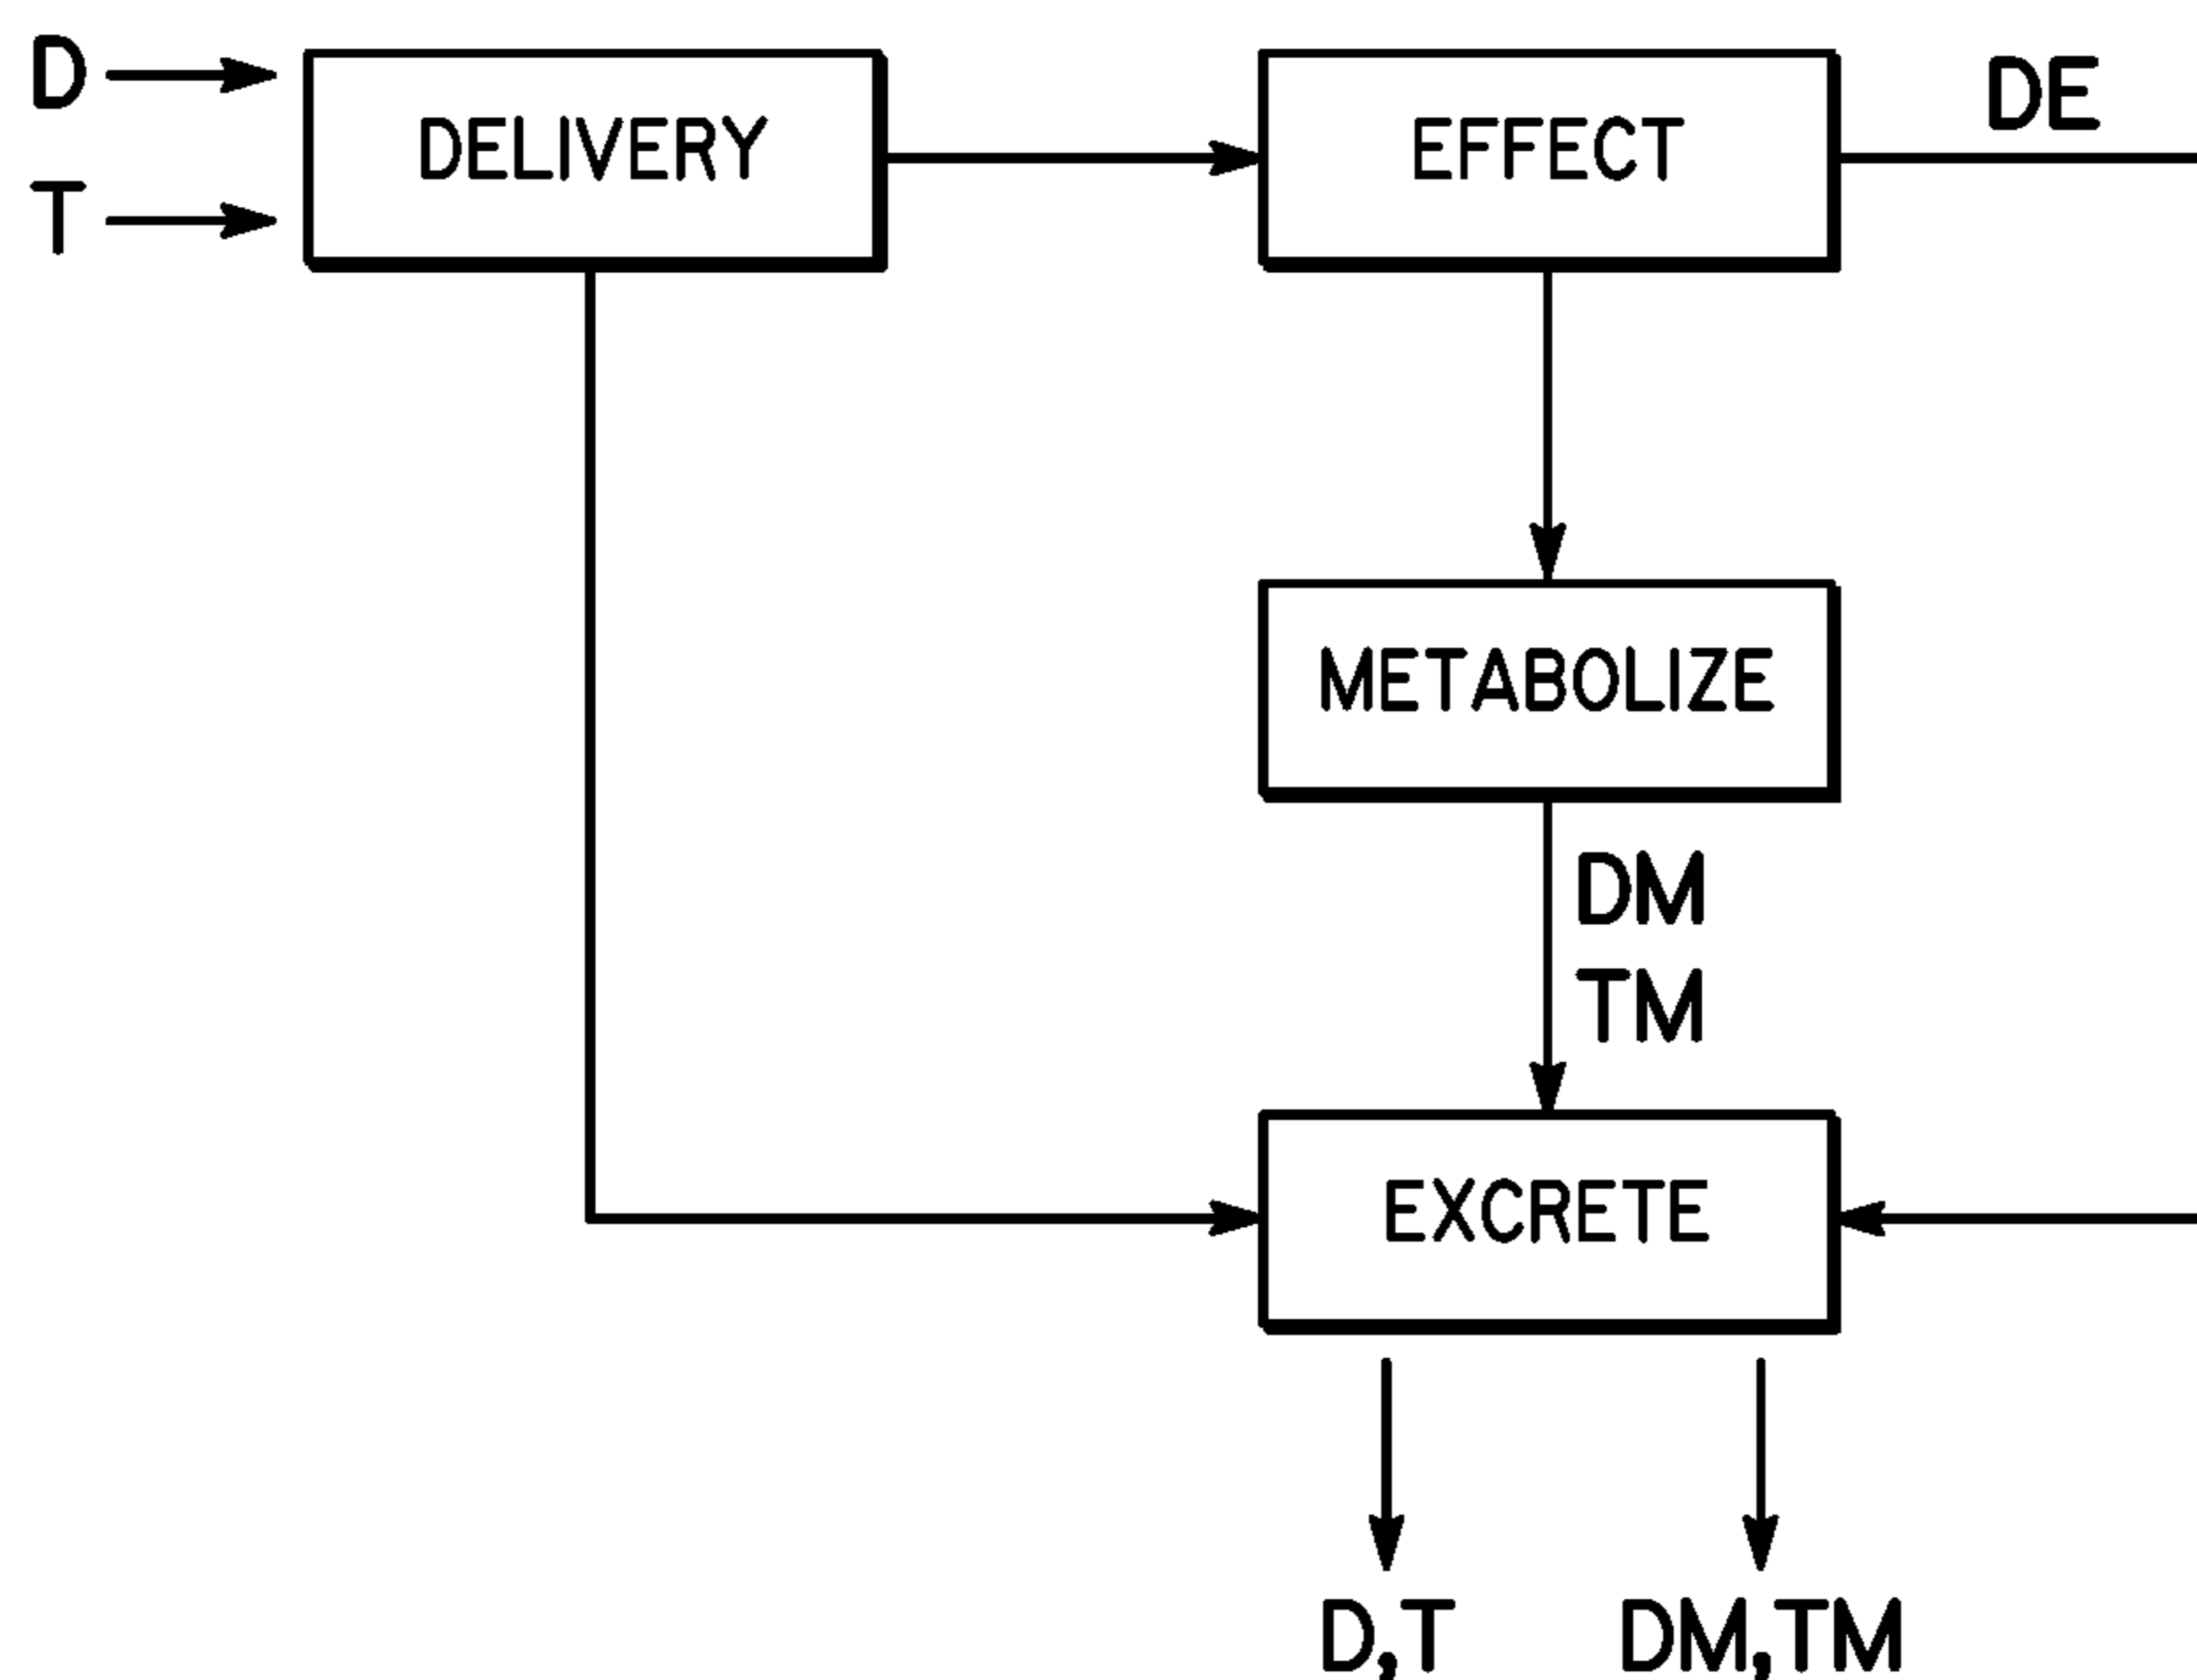 D
T
DELIVERY
EFFECT
DE
METABOLIZE
DM
TM
EXCRETE
D,T
DM,TM